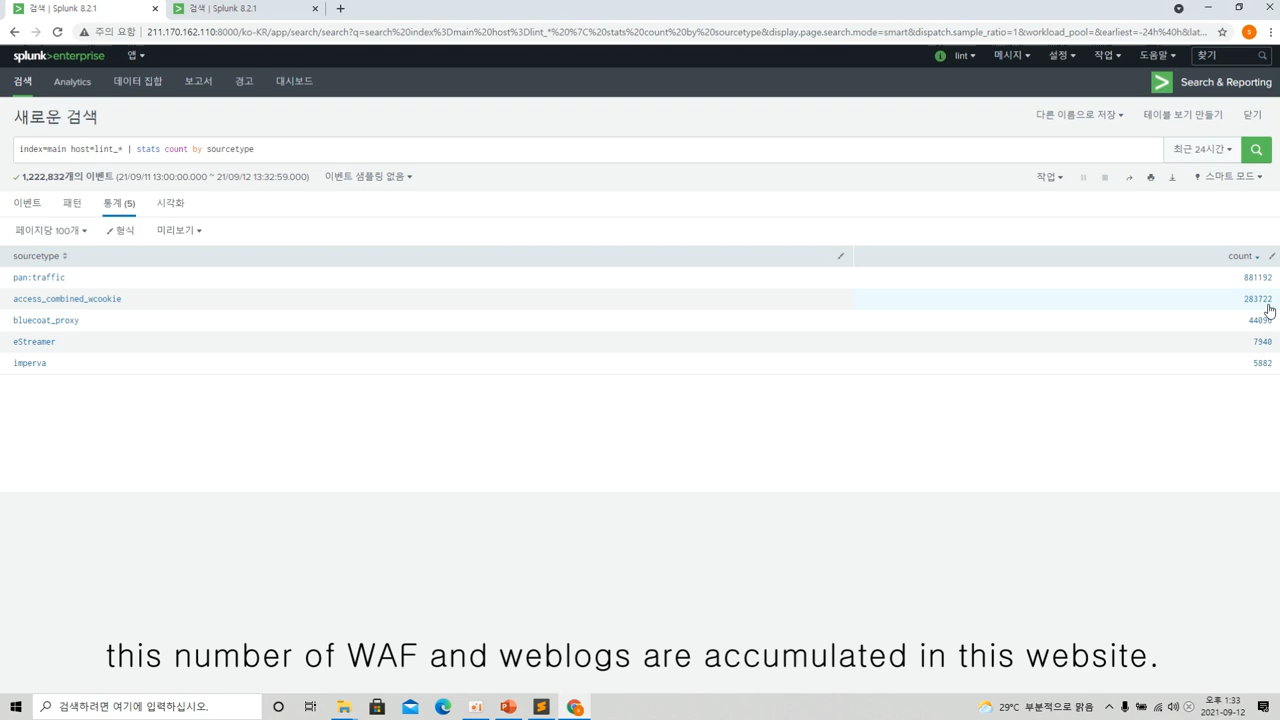 검색 | Splunk 8.2.1
검색 | Splunk 8.2.1
주의 요함 211.170.162.110:8000/ko-KR/app/search/search?q=search%20index%3Dmain%20host%3Dlint_*%20%7C%20stats%20count%20by%20sourcetype&display.page.search.mode=smart&dispatch.sample_ratio=1&workload_pool=&earliest=-24h%40h&lat...
splunk>enterprise 앱
lint 메시지 설정 작업 도움말 찾기
검색 Analytics 데이터 집합 보고서 경고 대시보드
Search & Reporting
새로운 검색
다른 이름으로 저장 테이블 보기 만들기 닫기
index=main host=lint_* | stats count by sourcetype
최근 24시간
1,222,832개의 이벤트 (21/09/11 13:00:00.000 ~ 21/09/12 13:32:59.000) 이벤트 샘플링 없음
작업 스마트 모드
이벤트 패턴 통계 (5) 시각화
페이지당 100개 형식 미리보기
sourcetype count
pan:traffic 881192
access_combined_wcookie 283722
bluecoat_proxy
eStreamer 7940
imperva 5882
this number of WAF and weblogs are accumulated in this website.
검색하려면 여기에 입력하십시오.
29℃ 부분적으로 맑음
오후 1:33
2021-09-12